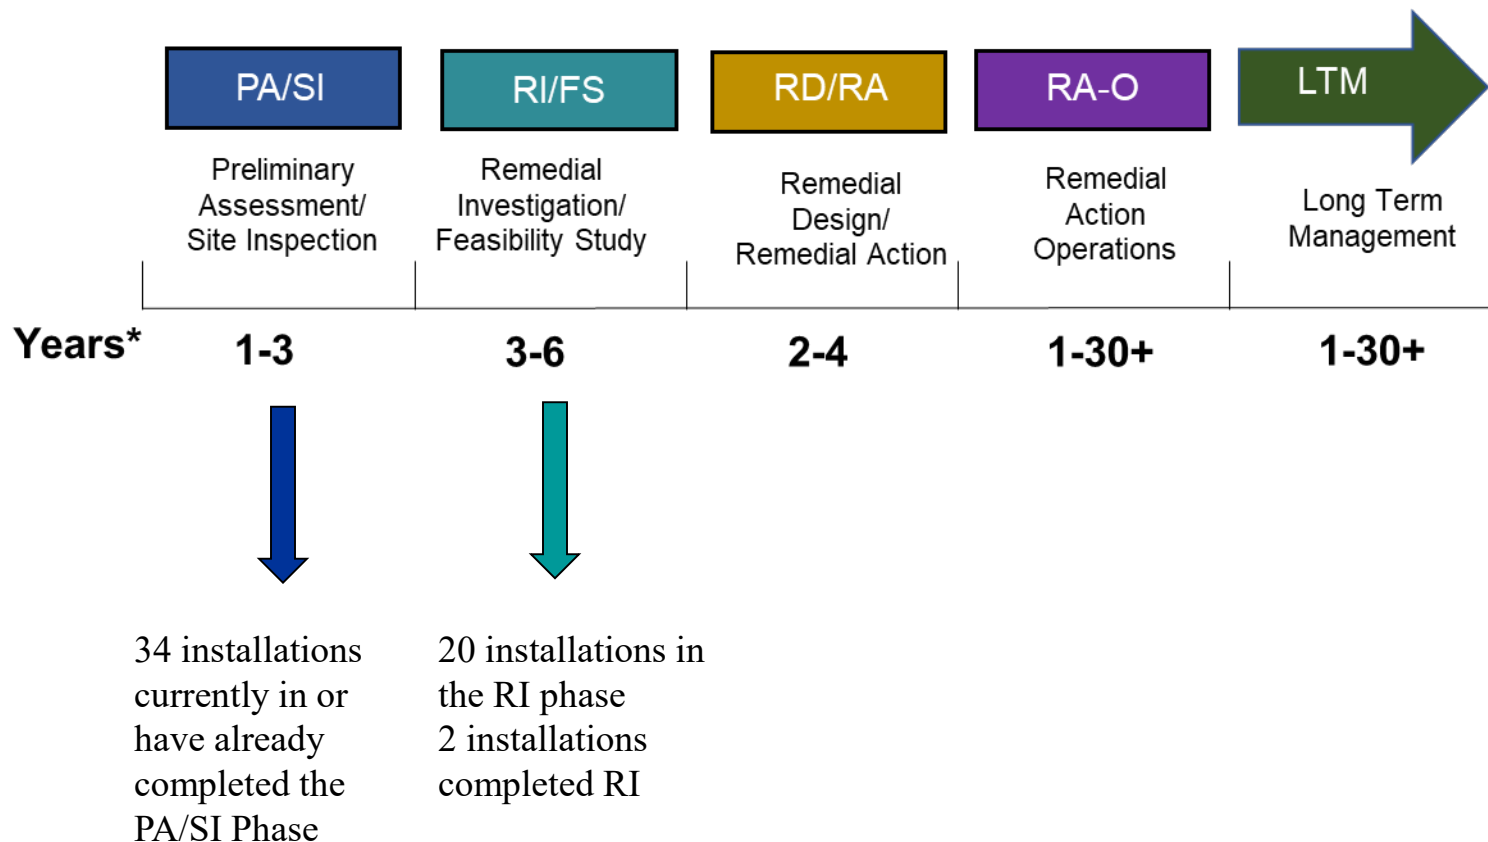 PA/SI
RI/FS
RD/RA
RA-O
LTM
Preliminary
Assessment/
Site Inspection
Remedial
Investigation/
Feasibility Study
Remedial
Design/
Remedial Action
Remedial
Action
Operations
Long Term
Management
Years*
1-3
3-6
2-4
1-30+
1-30+
34 installations
currently in or
have already
completed the
PA/SI Phase
20 installations in
the RI phase
2 installations
completed RI